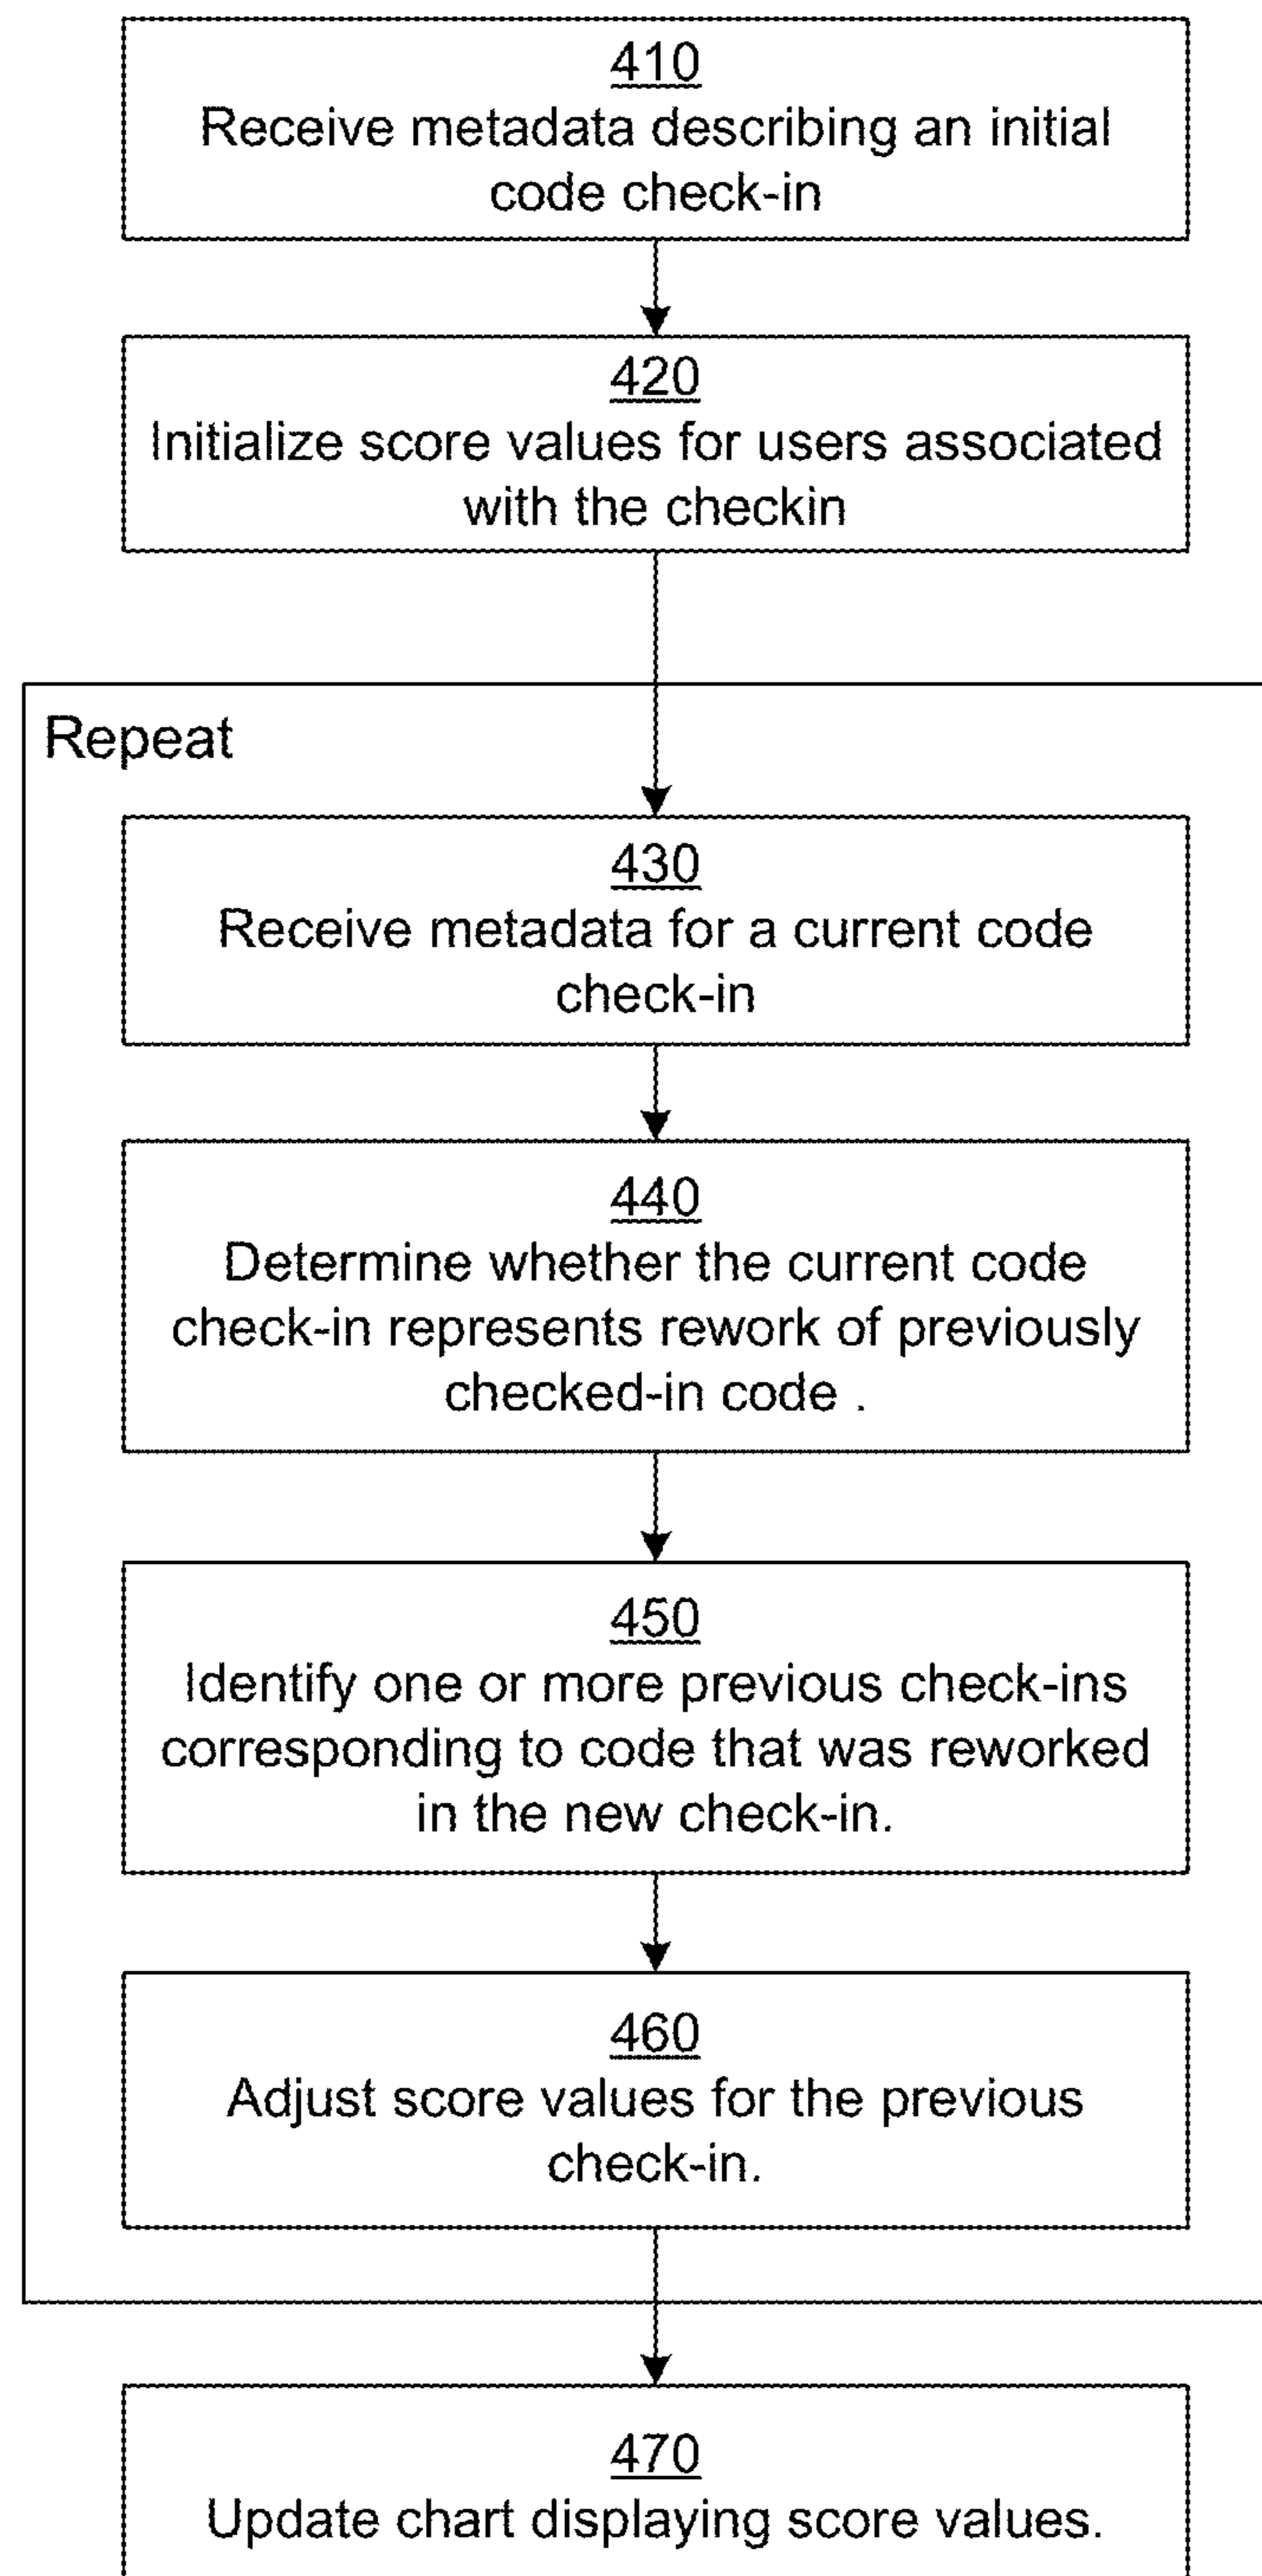 410
Receive metadata describing an initial
code check-in
420
Initialize score values for users associated
with the checkin
Repeat
430
Receive metadata for a current code
check-in
440
Determine whether the current code
check-in represents rework of previously
checked-in code .
450
Identify one or more previous check-ins
corresponding to code that was reworked
in the new check-in.
460
Adjust score values for the previous
check-in.
470
Update chart displaying score values.